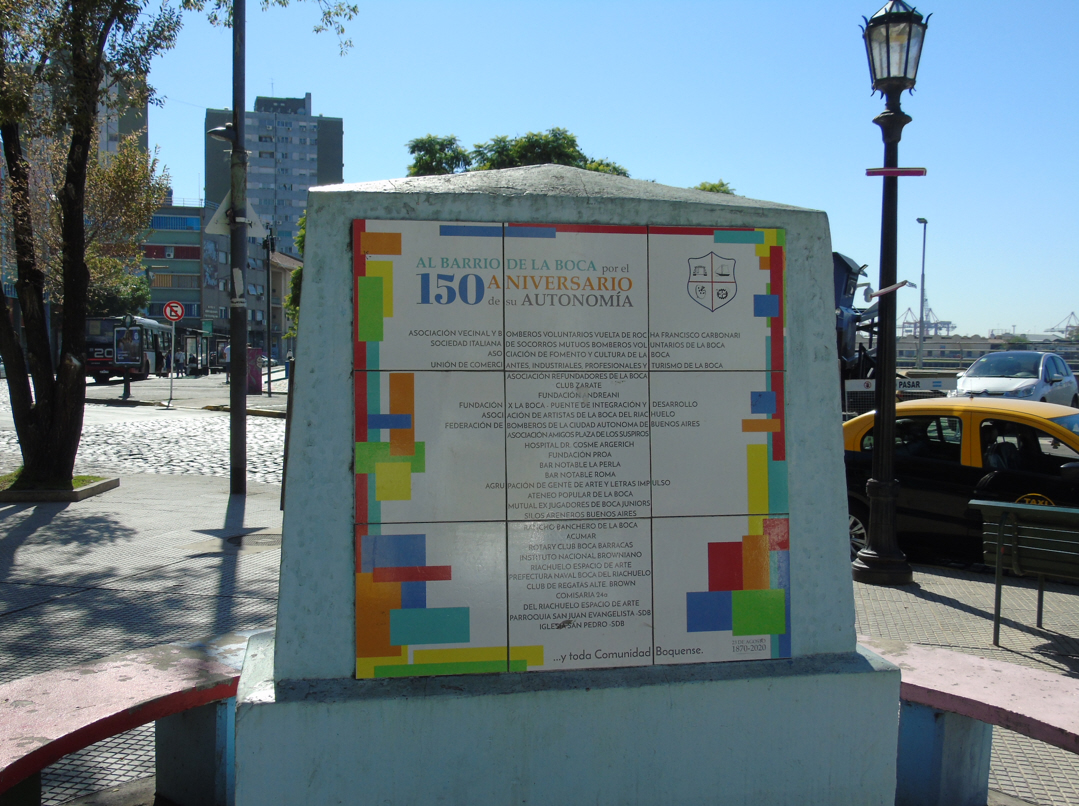 AL BARRIO DE LA BOCA por el
150 ANIVERSARIO
de su AUTONOMÍA
ASOCIACIÓN VECINAL Y BOMBEROS VOLUNTARIOS VUELTA DE ROCHA FRANCISCO CARBONARI
SOCIEDAD ITALIANA DE SOCORROS MUTUOS BOMBEROS VOLUNTARIOS DE LA BOCA
ASOCIACIÓN DE FOMENTO Y CULTURA DE LA BOCA
UNIÓN DE COMERCIANTES, INDUSTRIALES, PROFESIONALES Y TURISMO DE LA BOCA
ASOCIACIÓN REFUNDADORES DE LA BOCA
CLUB ZARATE
FUNDACIÓN ANDREANI
FUNDACIÓN X LA BOCA - PUENTE DE INTEGRACIÓN Y DESARROLLO
ASOCIACION DE ARTISTAS DE LA BOCA DEL RIACHUELO
FEDERACIÓN DE BOMBEROS DE LA CIUDAD AUTONOMA DE BUENOS AIRES
ASOCIACIÓN AMIGOS PLAZA DE LOS SUSPIROS
HOSPITAL DR. COSME ARGERICH
FUNDACIÓN PROA
BAR NOTABLE LA PERLA
BAR NOTABLE ROMA
AGRUPACIÓN DE GENTE DE ARTE Y LETRAS IMPULSO
ATENEO POPULAR DE LA BOCA
MUTUAL EX JUGADORES DE BOCA JUNIORS
SILOS ARENEROS BUENOS AIRES
RANCHO-BANCHERO DE LA BOCA
ACUMAR
ROTARY CLUB BOCA BARRACAS
INSTITUTO NACIONAL BROWNIANO
RIACHUELO ESPACIO DE ARTE
PREFECTURA NAVAL BOCA DEL RIACHUELO
CLUB DE REGATAS ALTE. BROWN
COMISARIA 24a
DEL RIACHUELO ESPACIO DE ARTE
PARROQUIA SAN JUAN EVANGELISTA -SDB
IGLESIA SAN PEDRO -SDB
...y toda Comunidad Boquense.
23 DE AGOSTO
1870-2020
PASAR
TAXI
20